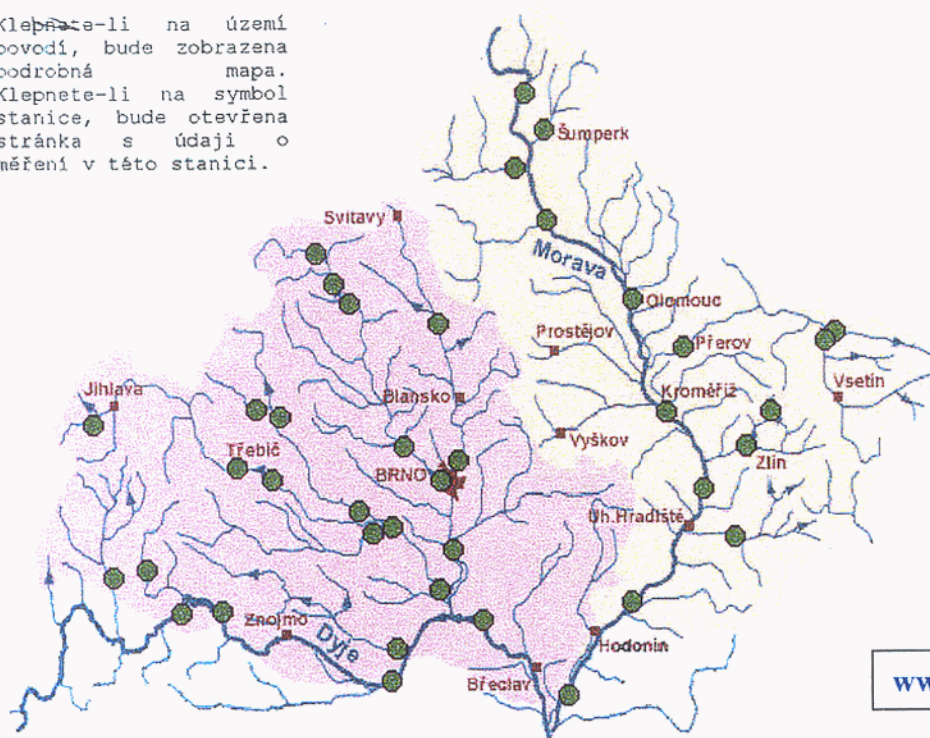 Klepnete-li na území
povodí, bude zobrazena
podrobná mapa.
Klepnete-li na symbol
stanice, bude otevřena
stránka s údaji o
měření v této stanici.
Šumperk
Svitavy
Morava
Olomouc
Prostějov
Přerov
Jihlava
Blansko
Kroměříž
Vsetín
Vyškov
Třebíč
BRNO
Zlín
Uh.Hradiště
Znojmo
Dyje
Hodonín
Břeclav
ww